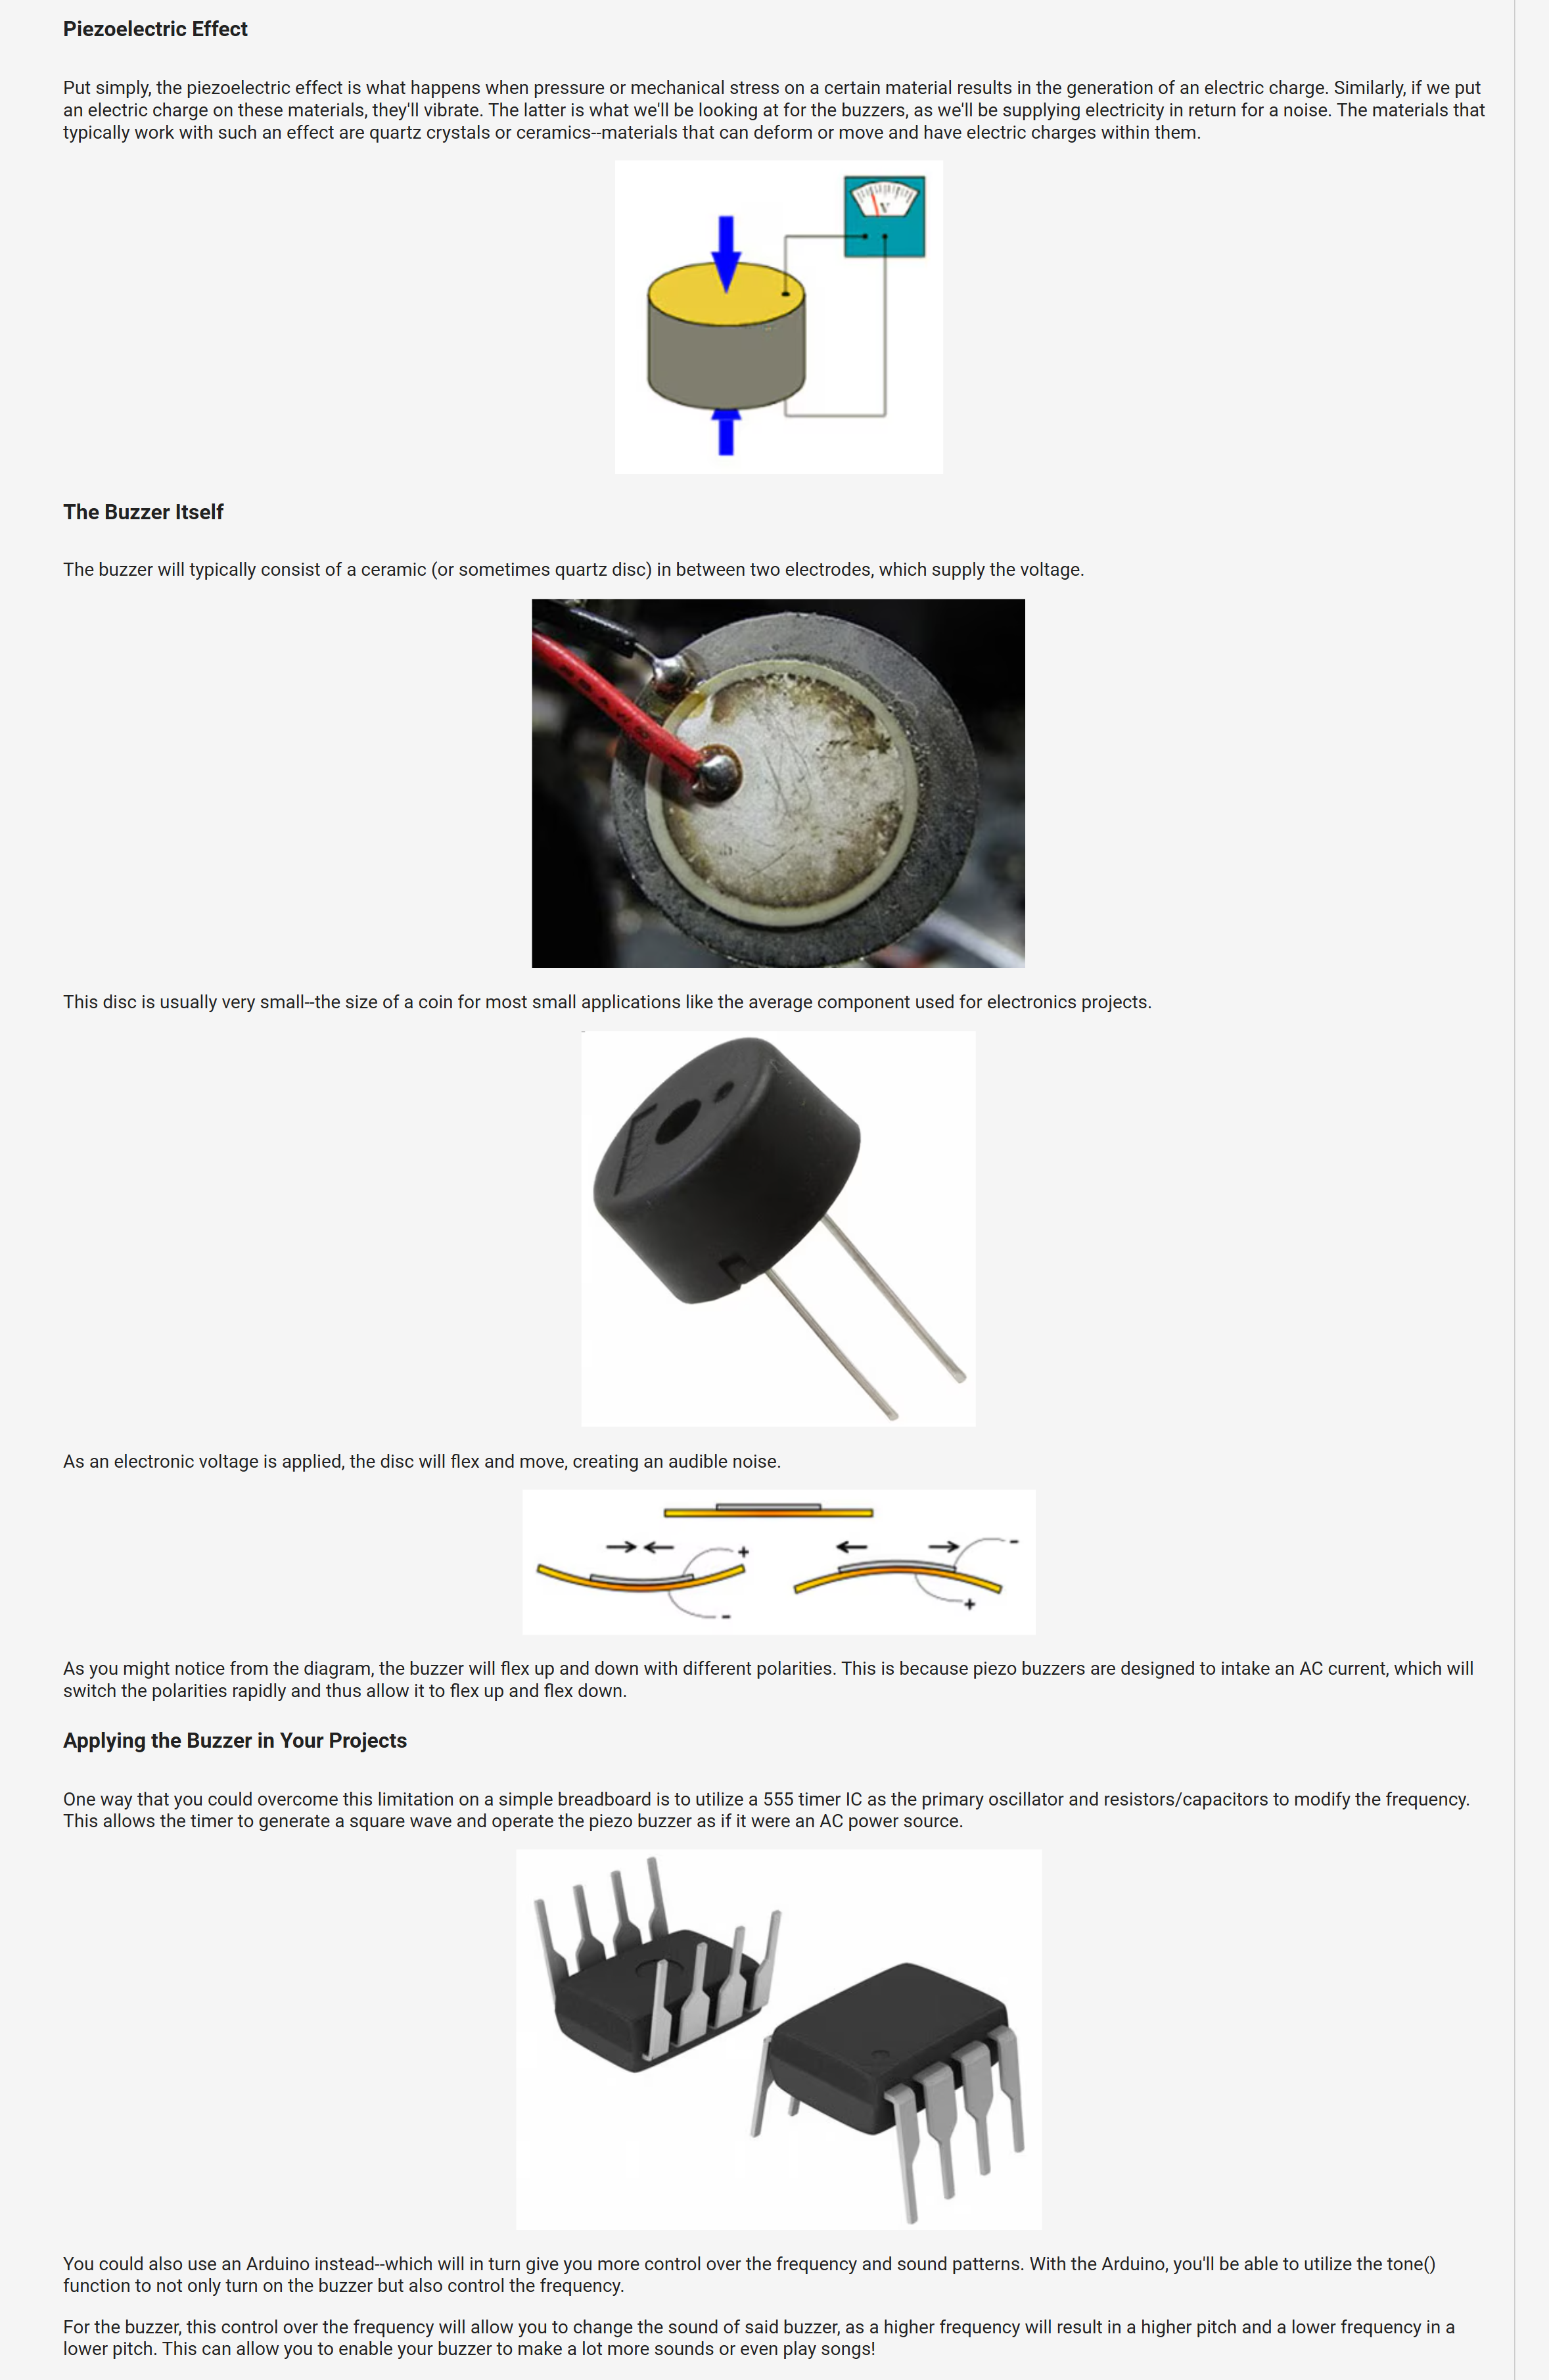 Piezoelectric Effect
Put simply, the piezoelectric effect is what happens when pressure or mechanical stress on a certain material results in the generation of an electric charge. Similarly, if we put
an electric charge on these materials, they'll vibrate. The latter is what we'll be looking at for the buzzers, as we'll be supplying electricity in return for a noise. The materials that
typically work with such an effect are quartz crystals or ceramics--materials that can deform or move and have electric charges within them.
V
The Buzzer Itself
The buzzer will typically consist of a ceramic (or sometimes quartz disc) in between two electrodes, which supply the voltage.
This disc is usually very small--the size of a coin for most small applications like the average component used for electronics projects.
As an electronic voltage is applied, the disc will flex and move, creating an audible noise.
+ -
- +
As you might notice from the diagram, the buzzer will flex up and down with different polarities. This is because piezo buzzers are designed to intake an AC current, which will
switch the polarities rapidly and thus allow it to flex up and flex down.
Applying the Buzzer in Your Projects
One way that you could overcome this limitation on a simple breadboard is to utilize a 555 timer IC as the primary oscillator and resistors/capacitors to modify the frequency.
This allows the timer to generate a square wave and operate the piezo buzzer as if it were an AC power source.
You could also use an Arduino instead--which will in turn give you more control over the frequency and sound patterns. With the Arduino, you'll be able to utilize the tone()
function to not only turn on the buzzer but also control the frequency.
For the buzzer, this control over the frequency will allow you to change the sound of said buzzer, as a higher frequency will result in a higher pitch and a lower frequency in a
lower pitch. This can allow you to enable your buzzer to make a lot more sounds or even play songs!